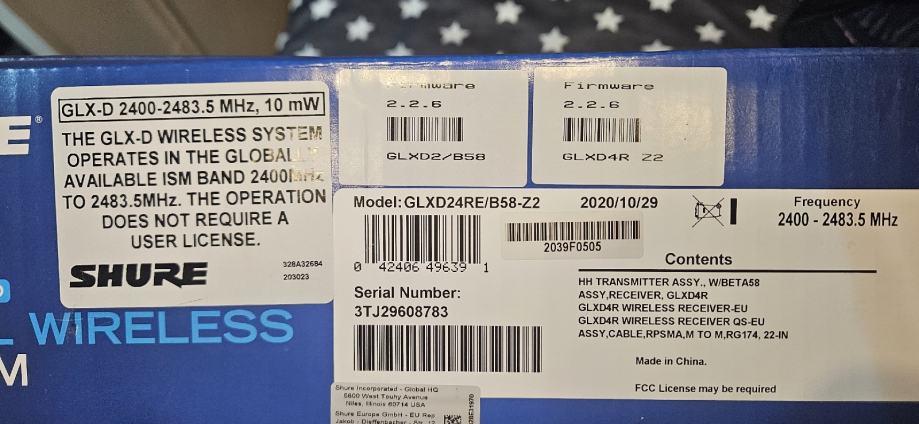 GLX-D 2400-2483.5 MHz, 10 mW
THE GLX-D WIRELESS SYSTEM
OPERATES IN THE GLOBALLY
AVAILABLE ISM BAND 2400MHz
TO 2483.5MHz. THE OPERATION
DOES NOT REQUIRE A
USER LICENSE.
SHURE
328A32684
203023
E®
WIRELESS
M
Firmware
2.2.6
GLXD2/B58
Firmware
2.2.6
GLXD4R Z2
Model:GLXD24RE/B58-Z2
2020/10/29
Frequency
2400 - 2483.5 MHz
2039F0505
0 42406 49639 1
Serial Number:
3TJ29608783
Contents
HH TRANSMITTER ASSY., W/BETA58
ASSY,RECEIVER, GLXD4R
GLXD4R WIRELESS RECEIVER-EU
GLXD4R WIRELESS RECEIVER QS-EU
ASSY,CABLE,RPSMA,M TO M,RG174, 22-IN
Made in China.
FCC License may be required
Shure Incorporated - Global HQ
5800 West Touhy Avenue
Niles, Illinois 60714 USA
Shure Europe GmbH - EU Rep
Jakob - Dieffenbacher - Str. 12